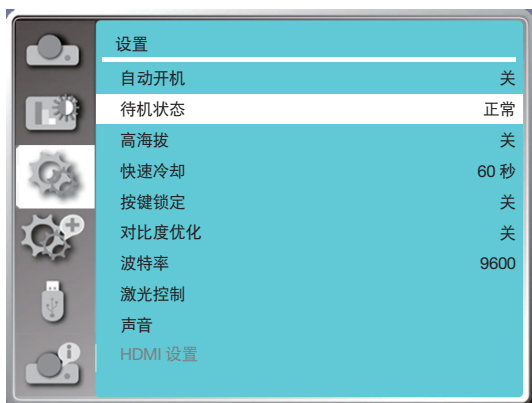 设置
自动开机 关
待机状态 正常
高海拔 关
快速冷却 60 秒
按键锁定 关
对比度优化 关
波特率 9600
激光控制
声音
HDMI 设置